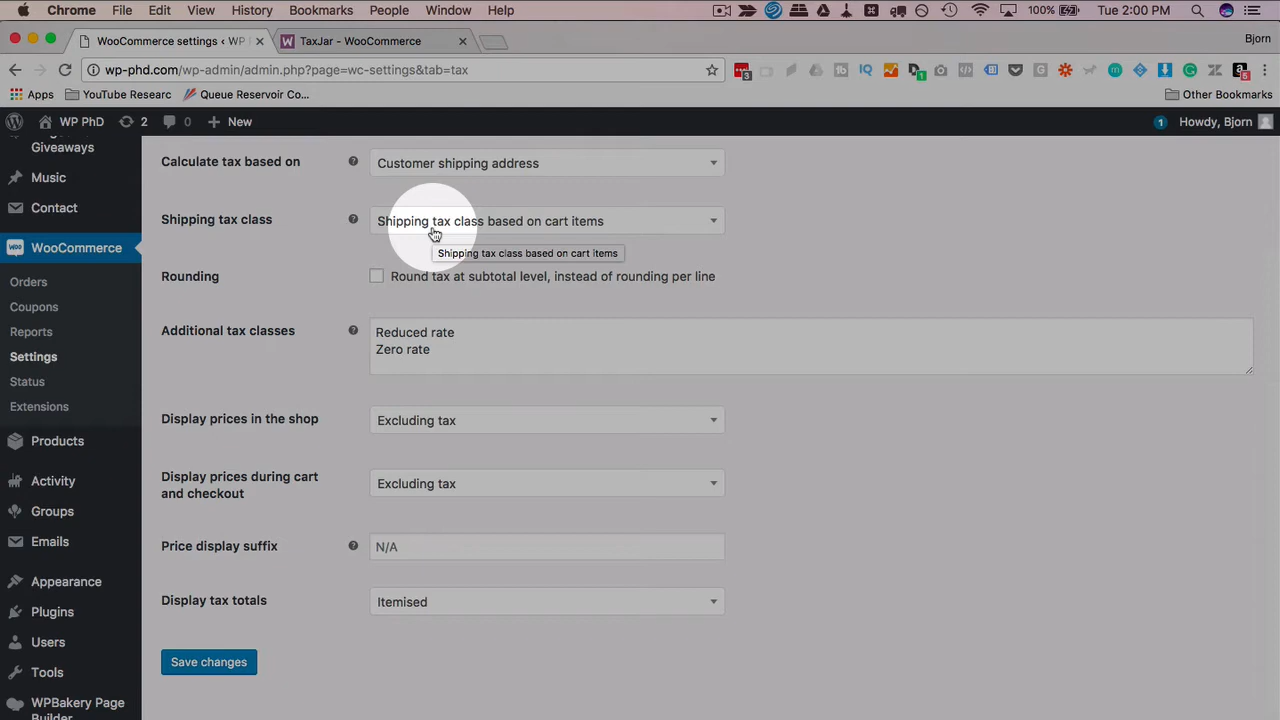 Chrome File Edit View History Bookmarks People Window Help 100% Tue 2:00 PM
WooCommerce settings ‹ WP TaxJar - WooCommerce Bjorn
wp-phd.com/wp-admin/admin.php?page=wc-settings&tab=tax
Apps YouTube Researc Queue Reservoir Co... Other Bookmarks
WP PhD 2 0 New 1 Howdy, Bjorn
Giveaways
Music
Contact
WooCommerce
Orders
Coupons
Reports
Settings
Status
Extensions
Products
Activity
Groups
Emails
Appearance
Plugins
Users
Tools
WPBakery Page
Builder
Calculate tax based on Customer shipping address
Shipping tax class Shipping tax class based on cart items
Shipping tax class based on cart items
Rounding Round tax at subtotal level, instead of rounding per line
Additional tax classes Reduced rate
Zero rate
Display prices in the shop Excluding tax
Display prices during cart
and checkout Excluding tax
Price display suffix N/A
Display tax totals Itemised
Save changes